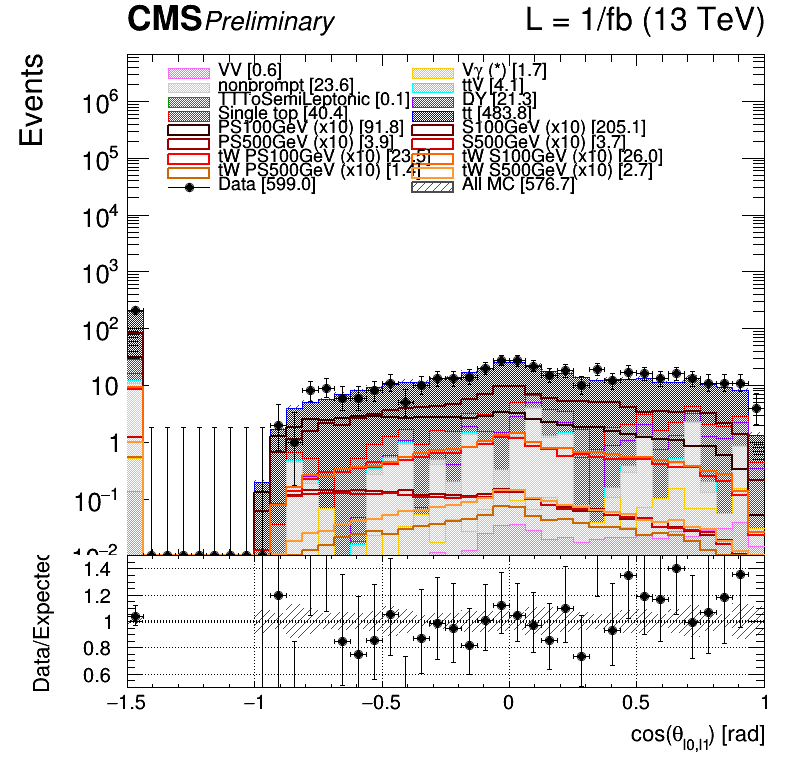 CMS Preliminary L = 1/fb (13 TeV)
Events
VV [0.6] Vγ (*) [1.7]
nonprompt [23.6] ttV [4.1]
TTToSemiLeptonic [0.1] DY [21.3]
Single top [40.4] tt [483.8]
PS100GeV (x10) [91.8] S100GeV (x10) [205.1]
PS500GeV (x10) [3.9] S500GeV (x10) [3.7]
tW PS100GeV (x10) [23.5] tW S100GeV (x10) [26.0]
tW PS500GeV (x10) [1.4] tW S500GeV (x10) [2.7]
Data [599.0] All MC [576.7]
10⁶
10⁵
10⁴
10³
10²
10
1
10⁻¹
10⁻²
Data/Expected
1.4
1.2
1
0.8
0.6
−1.5 −1 −0.5 0 0.5 1
cos(θ_l0,l1) [rad]